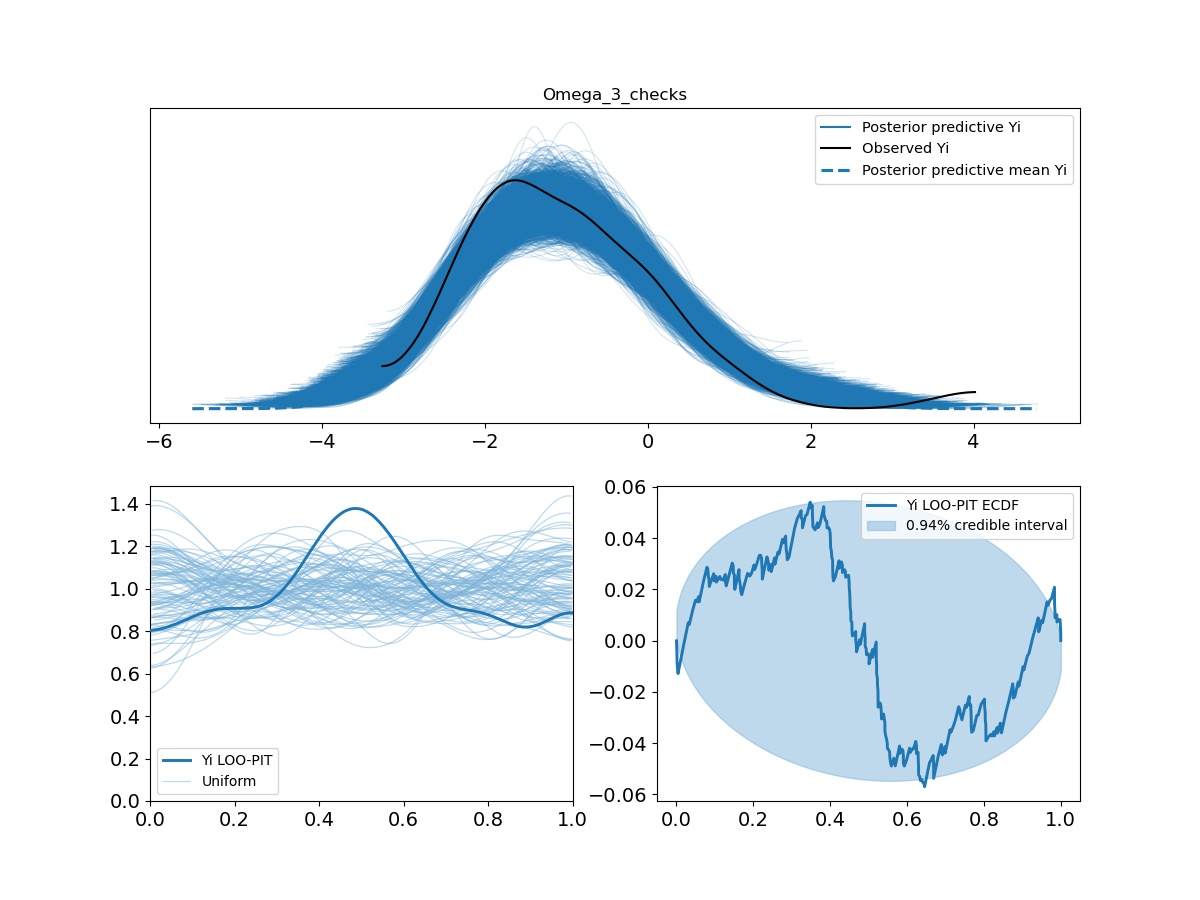 Omega_3_checks
Posterior predictive Yi
Observed Yi
Posterior predictive mean Yi
−6 −4 −2 0 2 4
1.4
1.2
1.0
0.8
0.6
0.4
0.2
0.0
Yi LOO-PIT
Uniform
0.0 0.2 0.4 0.6 0.8 1.0
0.06
0.04
0.02
0.00
−0.02
−0.04
−0.06
Yi LOO-PIT ECDF
0.94% credible interval
0.0 0.2 0.4 0.6 0.8 1.0